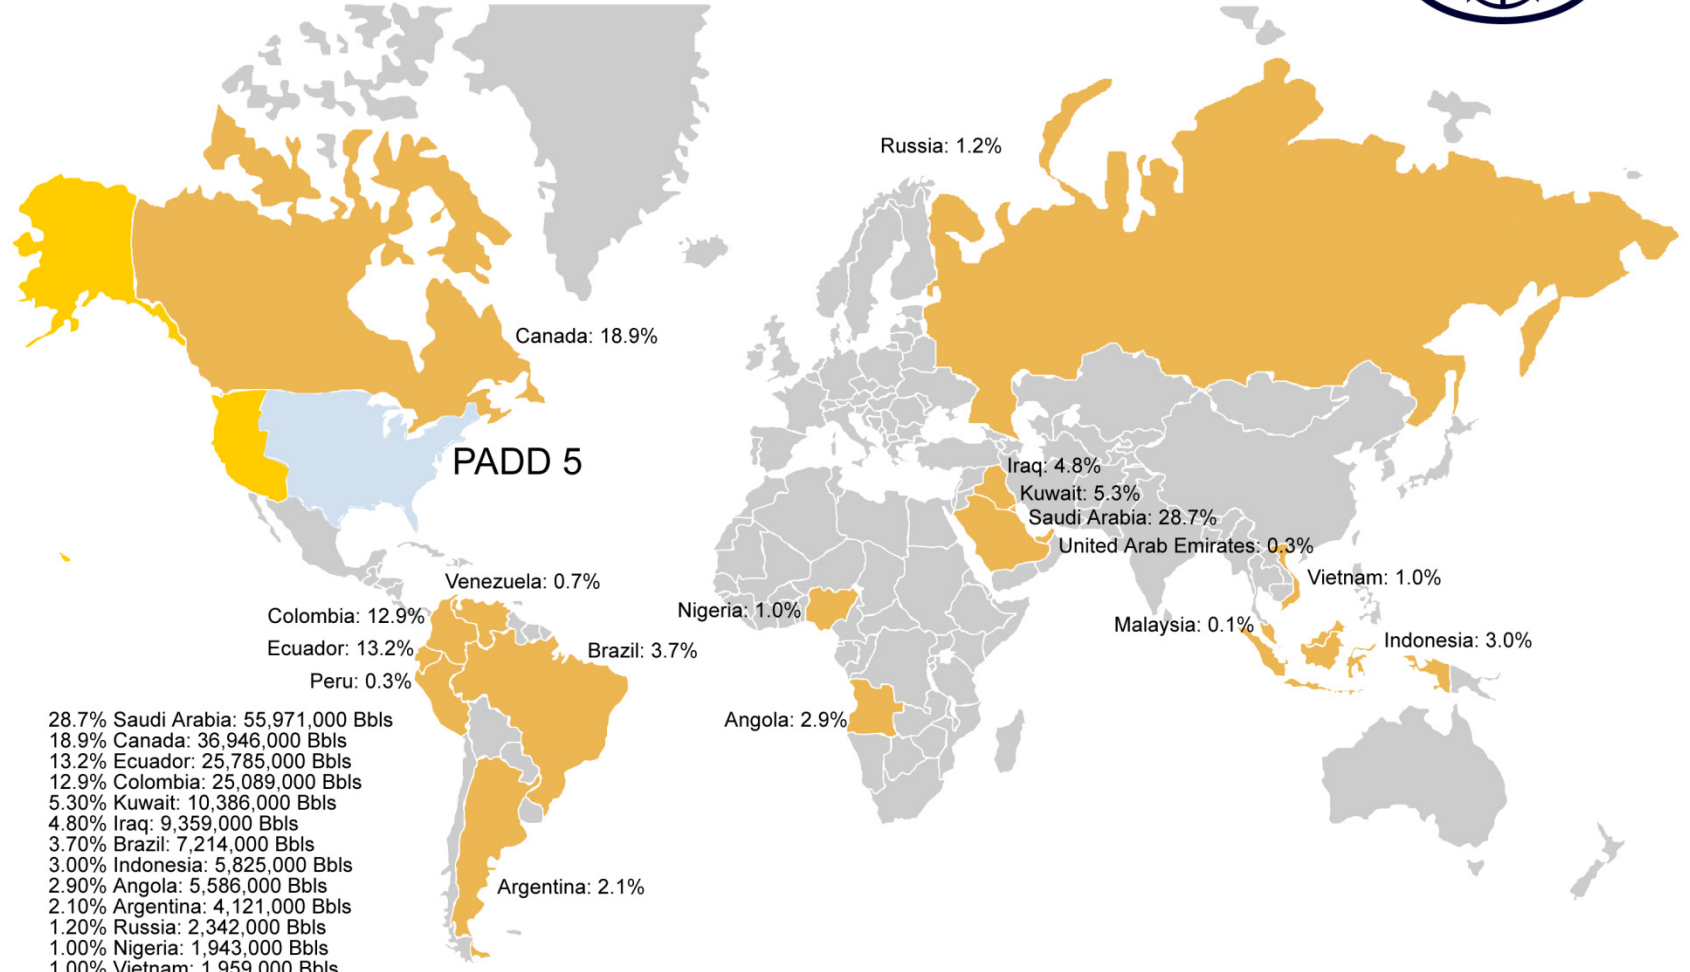 Russia: 1.2%
Canada: 18.9%
PADD 5
Iraq: 4.8%
Kuwait: 5.3%
Saudi Arabia: 28.7%
United Arab Emirates: 0.3%
Vietnam: 1.0%
Venezuela: 0.7%
Colombia: 12.9%
Nigeria: 1.0%
Malaysia: 0.1%
Indonesia: 3.0%
Ecuador: 13.2%
Brazil: 3.7%
Peru: 0.3%
Angola: 2.9%
Argentina: 2.1%
28.7% Saudi Arabia: 55,971,000 Bbls
18.9% Canada: 36,946,000 Bbls
13.2% Ecuador: 25,785,000 Bbls
12.9% Colombia: 25,089,000 Bbls
5.30% Kuwait: 10,386,000 Bbls
4.80% Iraq: 9,359,000 Bbls
3.70% Brazil: 7,214,000 Bbls
3.00% Indonesia: 5,825,000 Bbls
2.90% Angola: 5,586,000 Bbls
2.10% Argentina: 4,121,000 Bbls
1.20% Russia: 2,342,000 Bbls
1.00% Nigeria: 1,943,000 Bbls
1.00% Vietnam: 1,959,000 Bbls